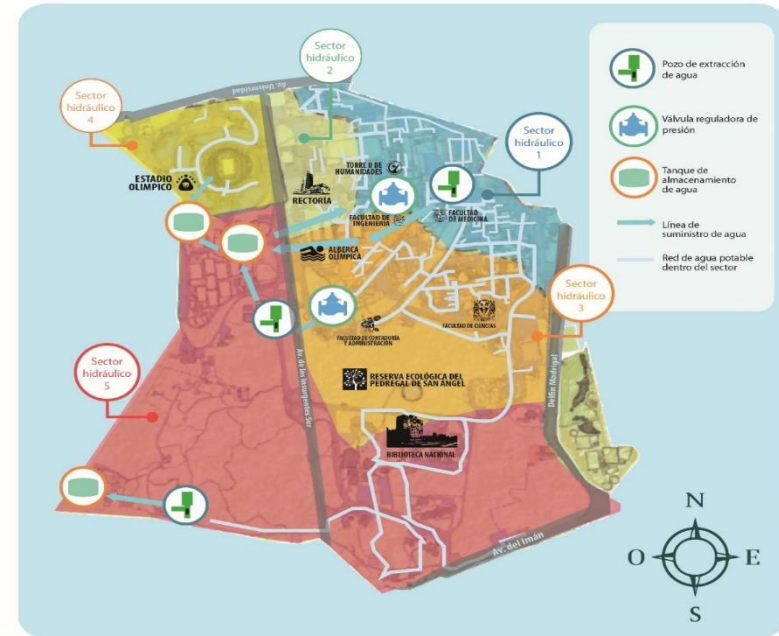 Sector
hidráulico
2
Sector
hidráulico
4
Av. Universidad
Sector
hidráulico
1
ESTADIO
OLÍMPICO
RECTORÍA
TORRE II DE
HUMANIDADES
FACULTAD DE
INGENIERÍA
FACULTAD
DE MEDICINA
ALBERCA
OLÍMPICA
Sector
hidráulico
3
FACULTAD DE CONTADURÍA
Y ADMINISTRACIÓN
FACULTAD DE CIENCIAS
Sector
hidráulico
5
RESERVA ECOLÓGICA DEL
PEDREGAL DE SAN ANGEL
BIBLIOTECA NACIONAL
Av. de los Insurgentes Sur
Delfín Madrigal
Av. del Imán
Pozo de extracción
de agua
Válvula reguladora de
presión
Tanque de
almacenamiento
de agua
Línea de
suministro de agua
Red de agua potable
dentro del sector
N
O
E
S